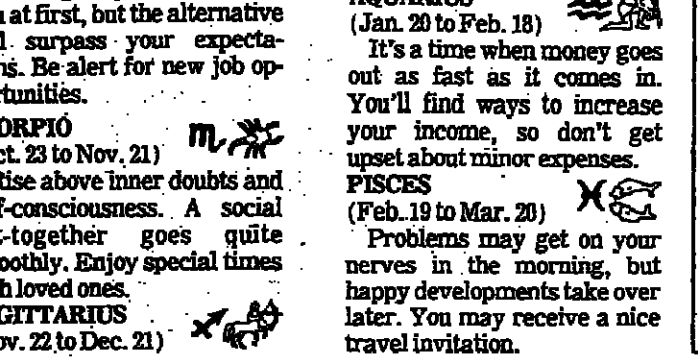 at first, but the alternative
l surpass your expecta-
ns. Be alert for new job op-
tunities.
ORPIO
ct. 23 to Nov. 21)
Rise above inner doubts and
f-consciousness. A social
t-together goes quite
oothly. Enjoy special times
h loved ones.
GITTARIUS
ov. 22 to Dec. 21)
AQUARIUS
(Jan. 20 to Feb. 18)
It's a time when money goes
out as fast as it comes in.
You'll find ways to increase
your income, so don't get
upset about minor expenses.
PISCES
(Feb. 19 to Mar. 20)
Problems may get on your
nerves in the morning, but
happy developments take over
later. You may receive a nice
travel invitation.